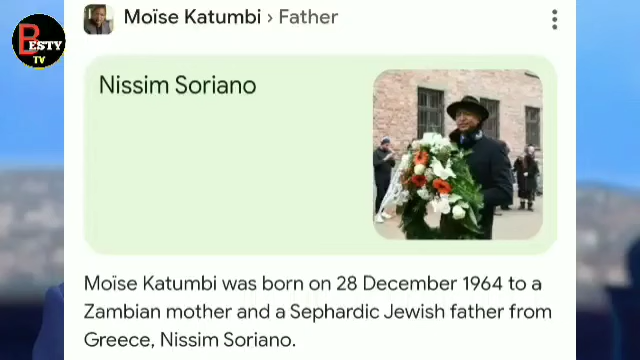 BESTY
TV
Moïse Katumbi › Father
Nissim Soriano
Moïse Katumbi was born on 28 December 1964 to a
Zambian mother and a Sephardic Jewish father from
Greece, Nissim Soriano.